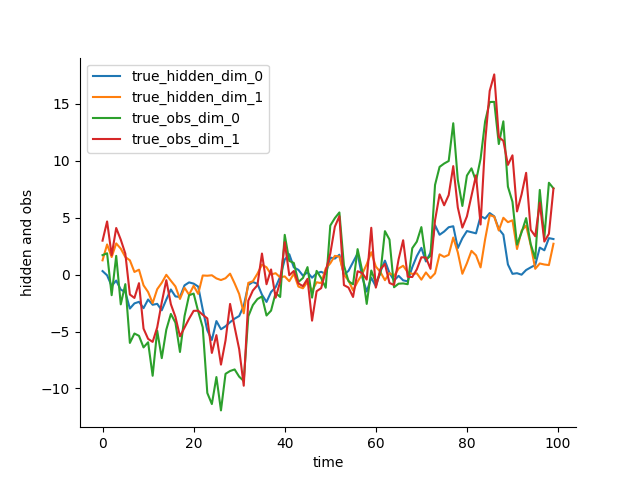 true_hidden_dim_0
true_hidden_dim_1
true_obs_dim_0
true_obs_dim_1
hidden and obs
15
10
5
0
−5
−10
0 20 40 60 80 100
time